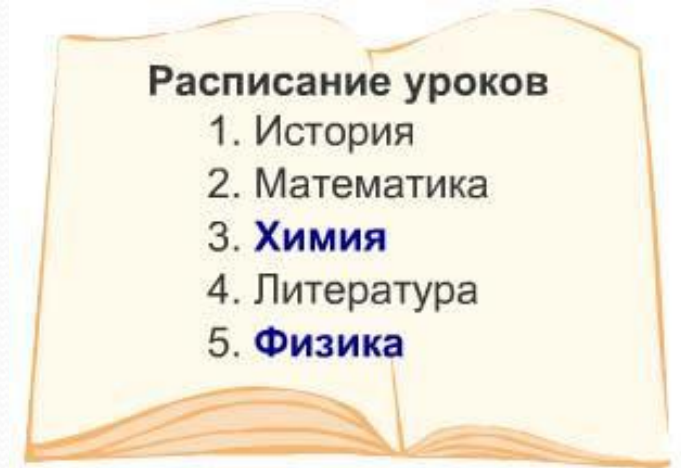 Расписание уроков
1. История
2. Математика
3. Химия
4. Литература
5. Физика